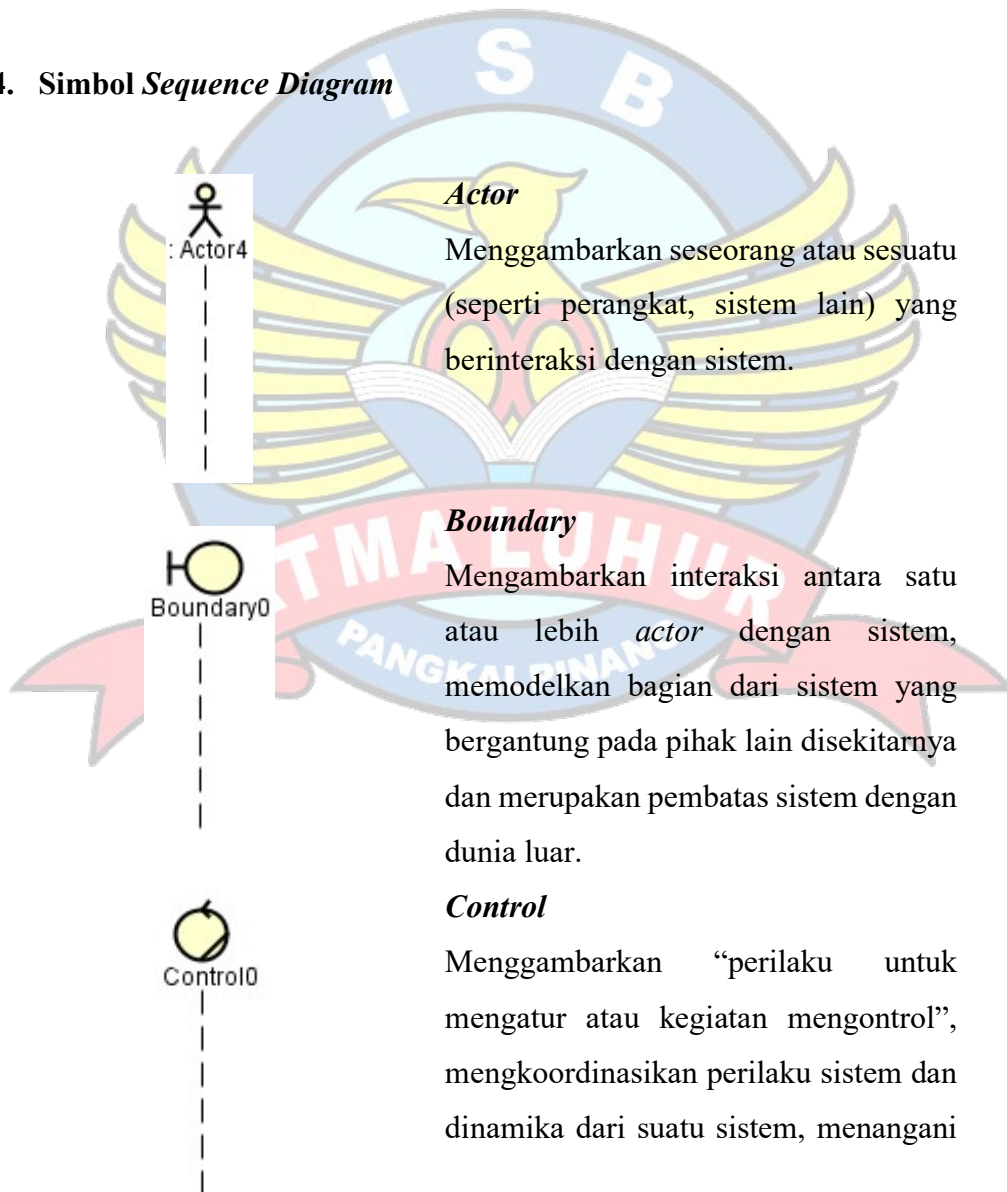 4. Simbol Sequence Diagram
I S B
: Actor4
Actor
Menggambarkan seseorang atau sesuatu
(seperti perangkat, sistem lain) yang
berinteraksi dengan sistem.
ATMA LUHUR
PANGKALPINANG
Boundary0
Boundary
Mengambarkan interaksi antara satu
atau lebih actor dengan sistem,
memodelkan bagian dari sistem yang
bergantung pada pihak lain disekitarnya
dan merupakan pembatas sistem dengan
dunia luar.
Control0
Control
Menggambarkan “perilaku untuk
mengatur atau kegiatan mengontrol”,
mengkoordinasikan perilaku sistem dan
dinamika dari suatu sistem, menangani